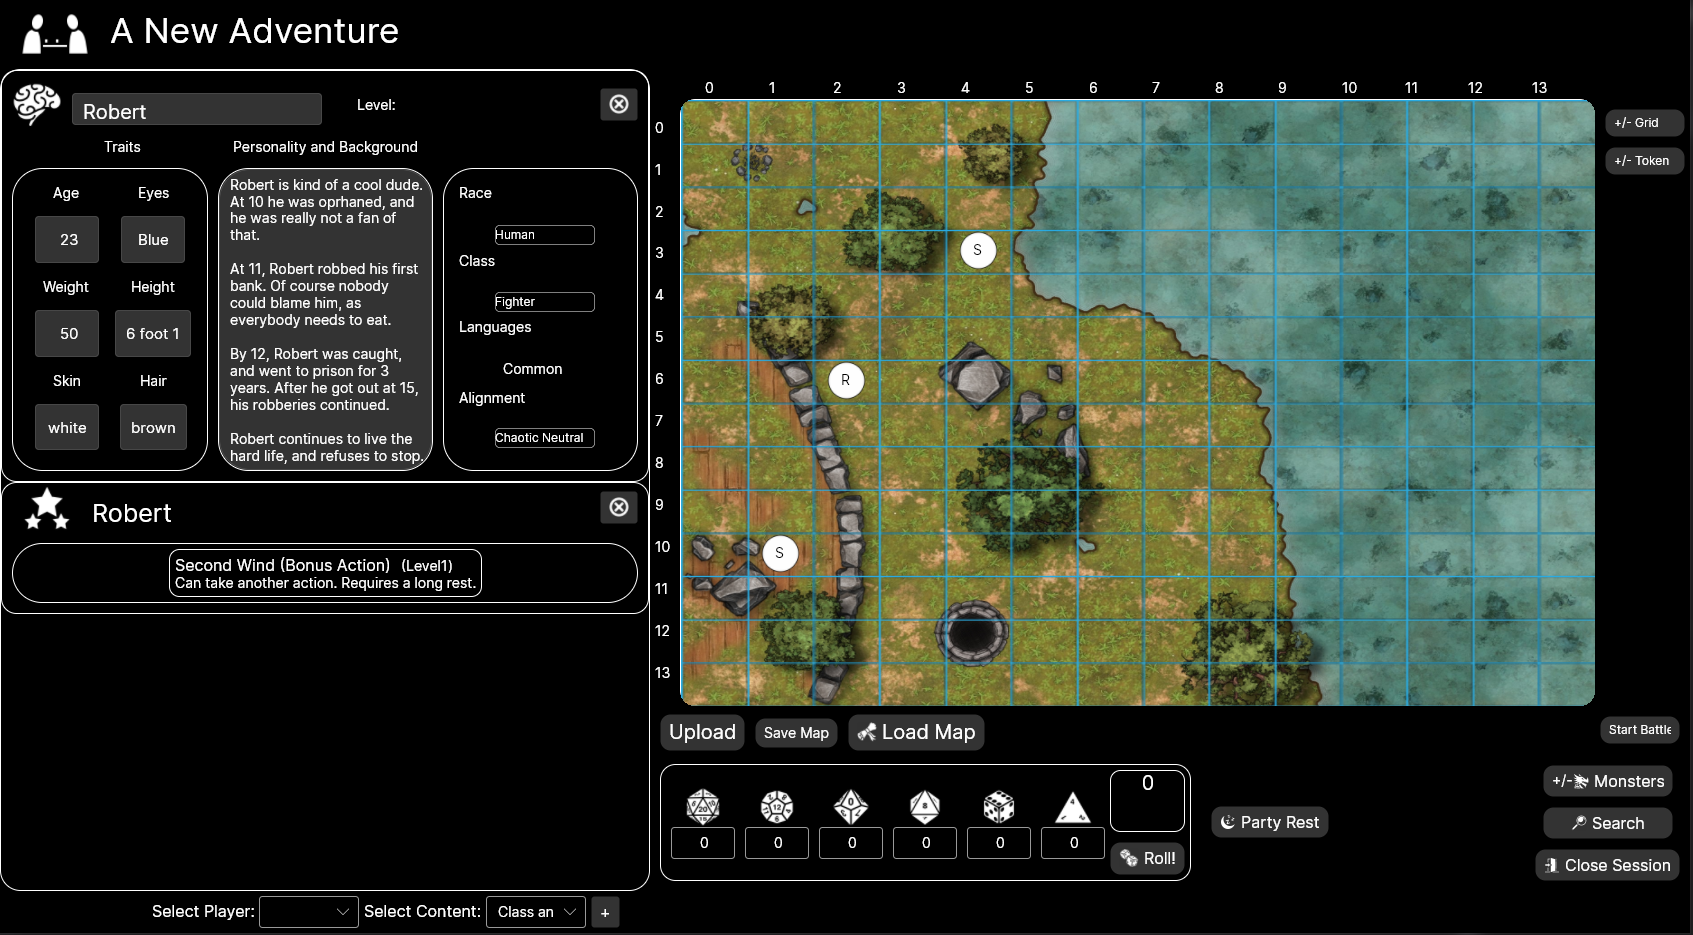 A New Adventure
Robert
Level:
Traits
Personality and Background
Age
Eyes
23
Blue
Weight
Height
50
6 foot 1
Skin
Hair
white
brown
Robert is kind of a cool dude.
At 10 he was oprhaned, and
he was really not a fan of
that.
At 11, Robert robbed his first
bank. Of course nobody
could blame him, as
everybody needs to eat.
By 12, Robert was caught,
and went to prison for 3
years. After he got out at 15,
his robberies continued.
Robert continues to live the
hard life, and refuses to stop.
Race
Human
Class
Fighter
Languages
Common
Alignment
Chaotic Neutral
Robert
Second Wind (Bonus Action) (Level1)
Can take another action. Requires a long rest.
Select Player:
Select Content: Class an
+
0 1 2 3 4 5 6 7 8 9 10 11 12 13
0
1
2
3
4
5
6
7
8
9
10
11
12
13
S
R
S
+/- Grid
+/- Token
Upload
Save Map
Load Map
Start Battle
20 12 0 8 4
0 0 0 0 0 0
0
Roll!
Party Rest
+/- Monsters
Search
Close Session